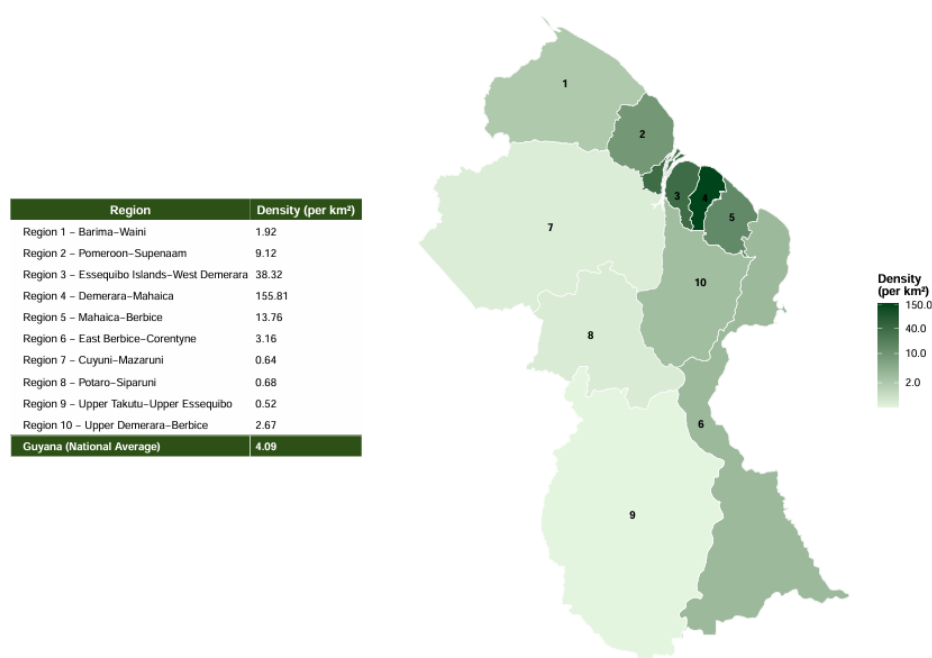 Region Density (per km²)
Region 1 – Barima–Waini 1.92
Region 2 – Pomeroon–Supenaam 9.12
Region 3 – Essequibo Islands–West Demerara 38.32
Region 4 – Demerara–Mahaica 155.81
Region 5 – Mahaica–Berbice 13.76
Region 6 – East Berbice–Corentyne 3.16
Region 7 – Cuyuni–Mazaruni 0.64
Region 8 – Potaro–Siparuni 0.68
Region 9 – Upper Takutu–Upper Essequibo 0.52
Region 10 – Upper Demerara–Berbice 2.67
Guyana (National Average) 4.09
1
2
3
4
5
7
10
8
6
9
Density
(per km²)
150.0
40.0
10.0
2.0